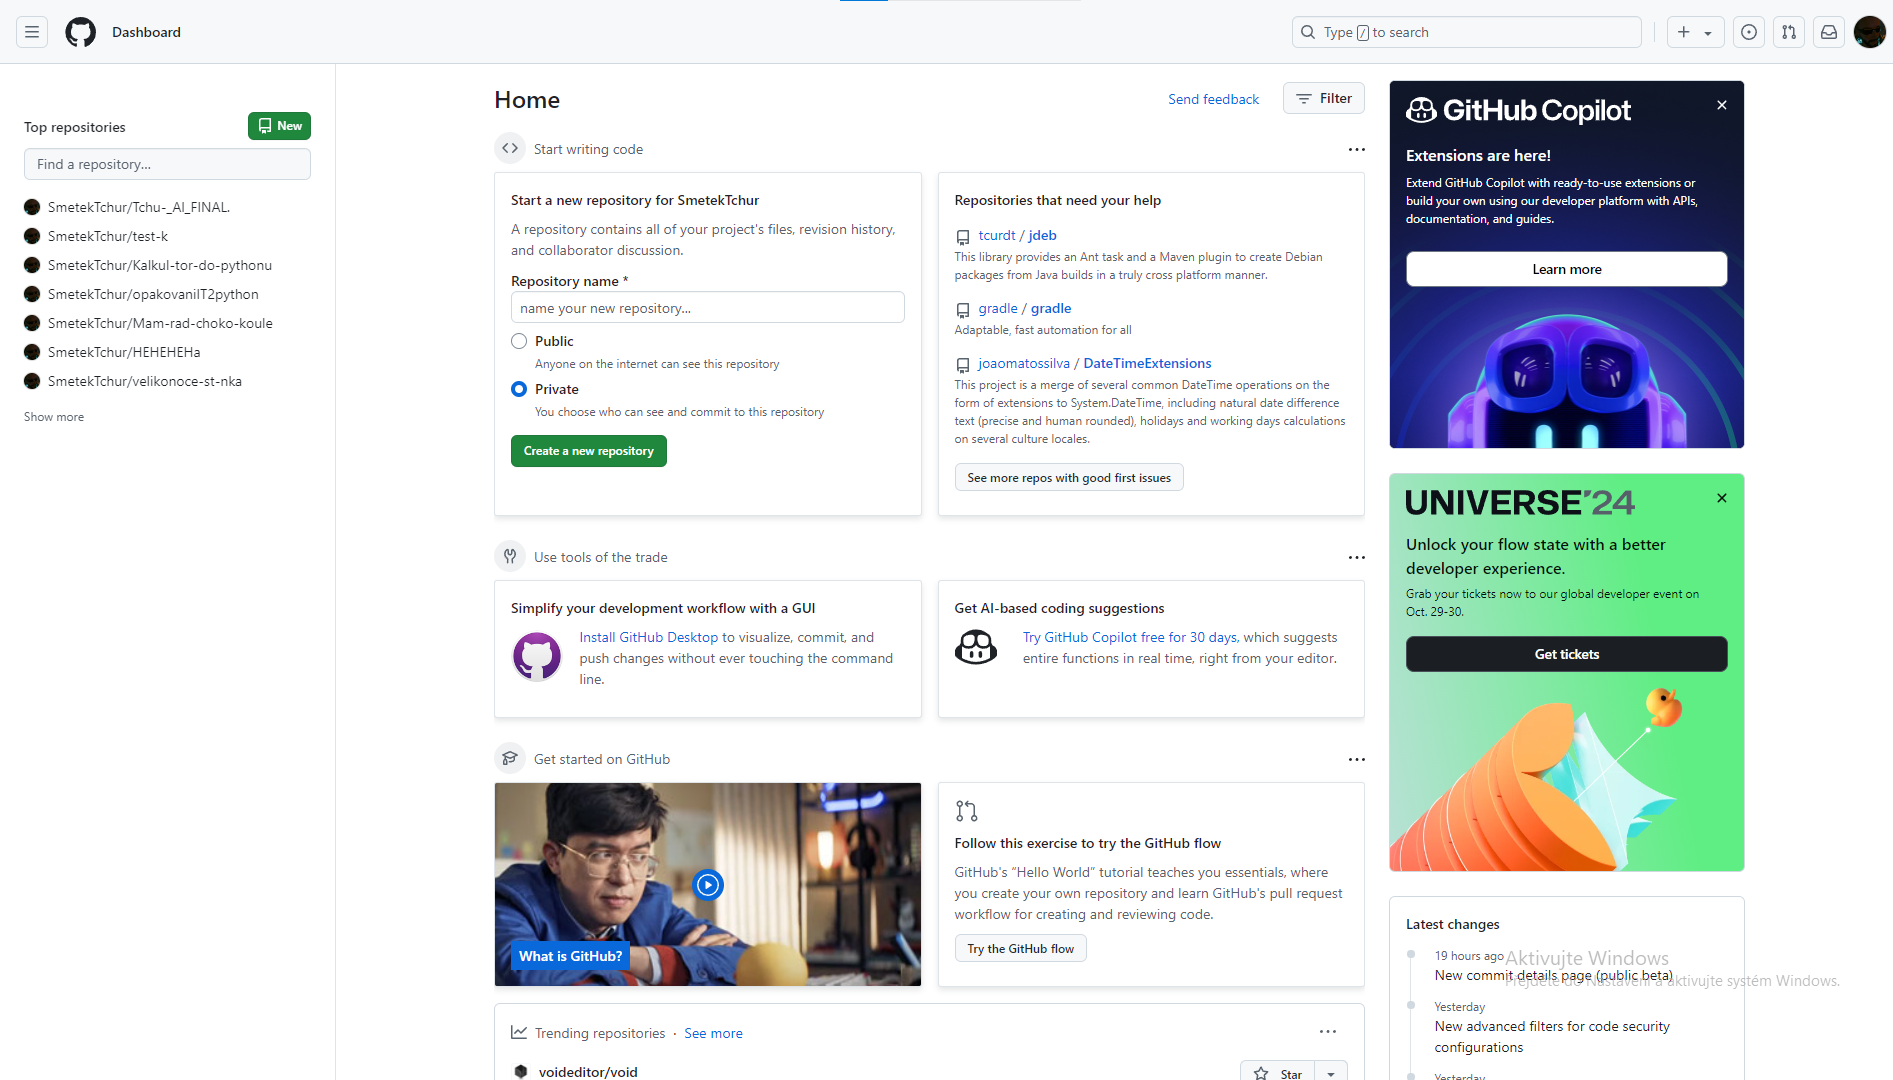 Dashboard
Type / to search
Top repositories
New
Find a repository...
SmetekTchur/Tchu-_AI_FINAL.
SmetekTchur/test-k
SmetekTchur/Kalkul-tor-do-pythonu
SmetekTchur/opakovaniIT2python
SmetekTchur/Mam-rad-choko-koule
SmetekTchur/HEHEHEHa
SmetekTchur/velikonoce-st-nka
Show more
Home
Send feedback
Filter
Start writing code
Start a new repository for SmetekTchur
A repository contains all of your project's files, revision history,
and collaborator discussion.
Repository name *
name your new repository...
Public
Anyone on the internet can see this repository
Private
You choose who can see and commit to this repository
Create a new repository
Repositories that need your help
tcurdt / jdeb
This library provides an Ant task and a Maven plugin to create Debian
packages from Java builds in a truly cross platform manner.
gradle / gradle
Adaptable, fast automation for all
joaomatossilva / DateTimeExtensions
This project is a merge of several common DateTime operations on the
form of extensions to System.DateTime, including natural date difference
text (precise and human rounded), holidays and working days calculations
on several culture locales.
See more repos with good first issues
Use tools of the trade
Simplify your development workflow with a GUI
Install GitHub Desktop to visualize, commit, and
push changes without ever touching the command
line.
Get AI-based coding suggestions
Try GitHub Copilot free for 30 days, which suggests
entire functions in real time, right from your editor.
Get started on GitHub
What is GitHub?
Follow this exercise to try the GitHub flow
GitHub's “Hello World” tutorial teaches you essentials, where
you create your own repository and learn GitHub's pull request
workflow for creating and reviewing code.
Try the GitHub flow
Trending repositories · See more
voideditor/void
Star
GitHub Copilot
Extensions are here!
Extend GitHub Copilot with ready-to-use extensions or
build your own using our developer platform with APIs,
documentation, and guides.
Learn more
UNIVERSE'24
Unlock your flow state with a better
developer experience.
Grab your tickets now to our global developer event on
Oct. 29-30.
Get tickets
Latest changes
19 hours ago
New commit details page (public beta)
Yesterday
New advanced filters for code security
configurations
Yesterday
Aktivujte Windows
Přejděte do Nastavení a aktivujte systém Windows.